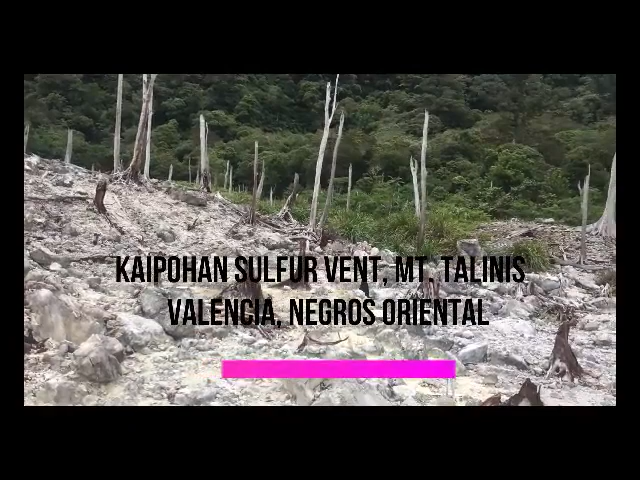 KAIPOHAN SULFUR VENT, MT. TALINIS
VALENCIA, NEGROS ORIENTAL